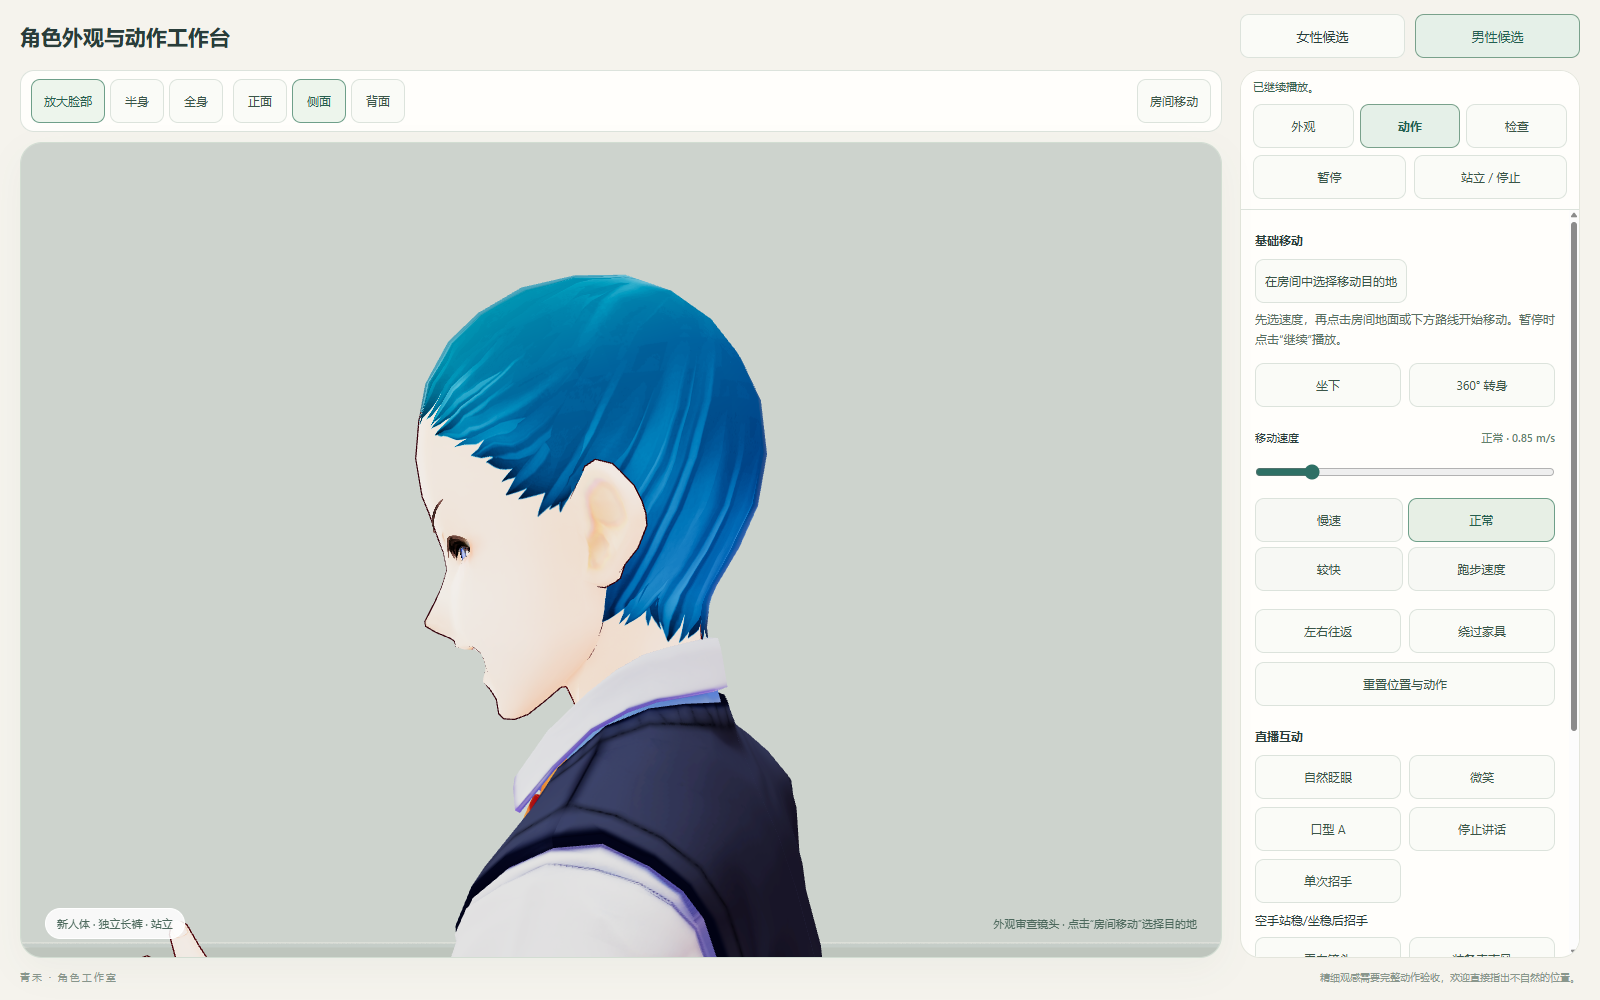 角色外观与动作工作台
女性候选
男性候选
放大脸部
半身
全身
正面
侧面
背面
房间移动
已继续播放。
外观
动作
检查
暂停
站立 / 停止
基础移动
在房间中选择移动目的地
先选速度，再点击房间地面或下方路线开始移动。暂停时
点击“继续”播放。
坐下
360° 转身
移动速度
正常 · 0.85 m/s
慢速
正常
较快
跑步速度
左右往返
绕过家具
重置位置与动作
直播互动
自然眨眼
微笑
口型 A
停止讲话
单次招手
空手站稳/坐稳后招手
新人体 · 独立长裤 · 站立
外观审查镜头 · 点击“房间移动”选择目的地
青禾 · 角色工作室
精细观感需要完整动作验收，欢迎直接指出不自然的位置。